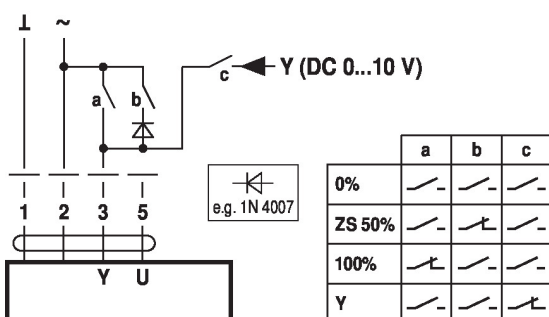 ⊥ ~
a b c Y (DC 0...10 V)
e.g. 1N 4007
1 2 3 5
Y U
a b c
0%
ZS 50%
100%
Y